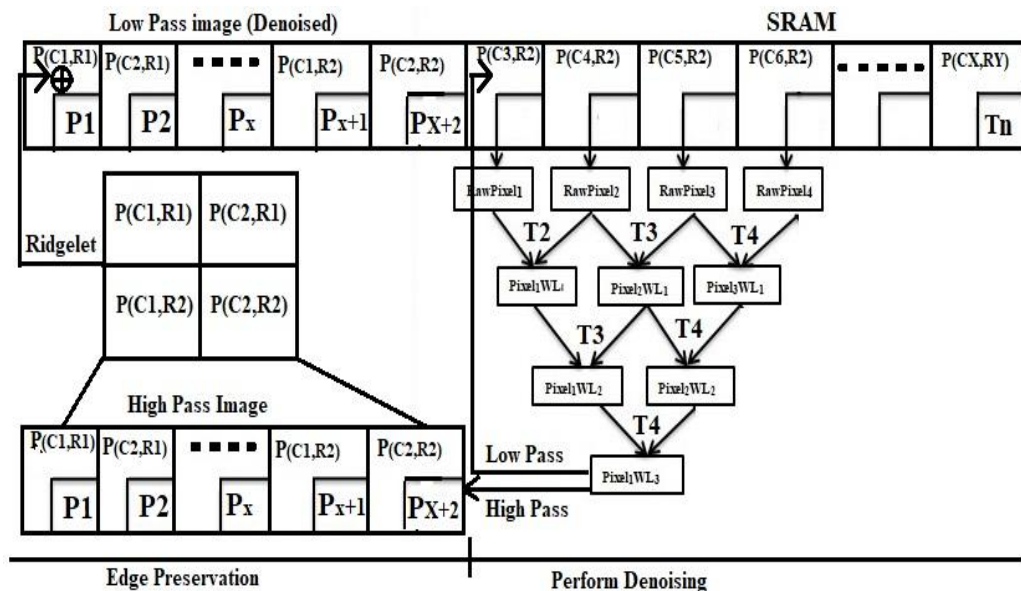 Low Pass image (Denoised) SRAM
P(C1,R1) P(C2,R1) P(C1,R2) P(C2,R2) P(C3,R2) P(C4,R2) P(C5,R2) P(C6,R2) P(CX,RY)
P1 P2 Px Px+1 PX+2 Tn
RawPixel1 RawPixel2 RawPixel3 RawPixel4
P(C1,R1) P(C2,R1)
Ridgelet
T2 T3 T4
P(C1,R2) P(C2,R2)
Pixel1WL1 Pixel2WL1 Pixel3WL1
T3 T4
Pixel1WL2 Pixel2WL2
High Pass Image
T4
P(C1,R1) P(C2,R1) P(C1,R2) P(C2,R2)
Low Pass
Pixel1WL3
P1 P2 Px Px+1 PX+2
High Pass
Edge Preservation Perform Denoising